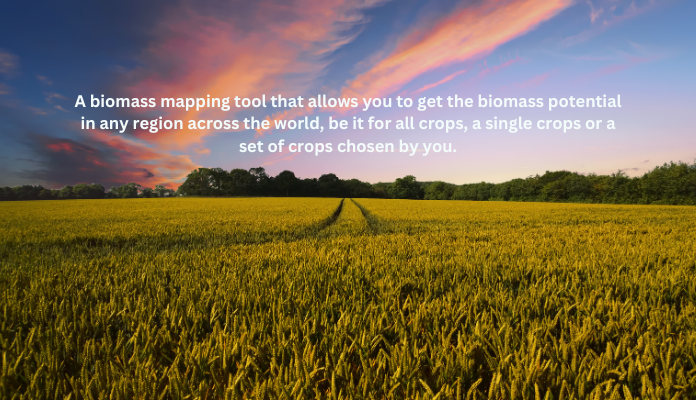 A biomass mapping tool that allows you to get the biomass potential
in any region across the world, be it for all crops, a single crops or a
set of crops chosen by you.